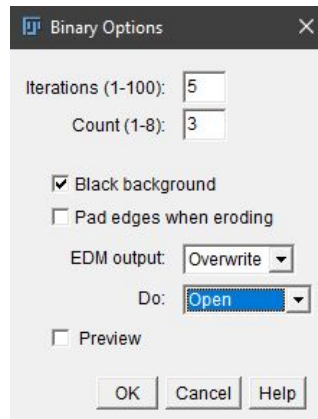 Binary Options
Iterations (1-100): 5
Count (1-8): 3
Black background
Pad edges when eroding
EDM output: Overwrite
Do: Open
Preview
OK Cancel Help